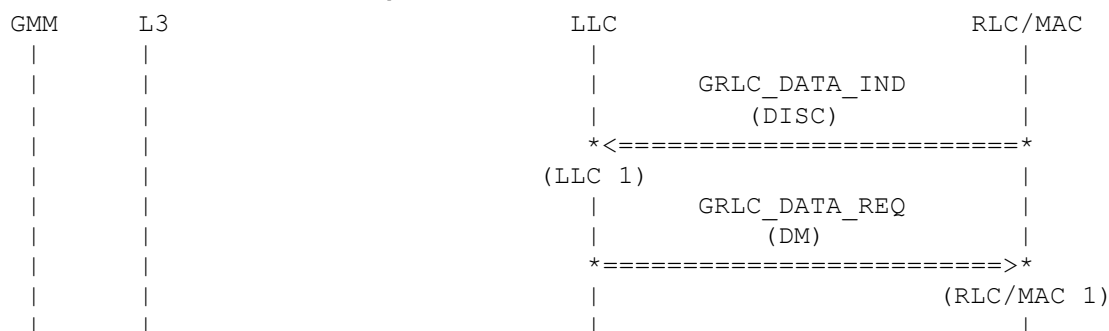 GMM L3 LLC RLC/MAC
| | | |
| | | GRLC_DATA_IND |
| | | (DISC) |
| | *<=========================*
| | (LLC 1) |
| | | GRLC_DATA_REQ |
| | | (DM) |
| | *=========================>*
| | | (RLC/MAC 1)
| | | |